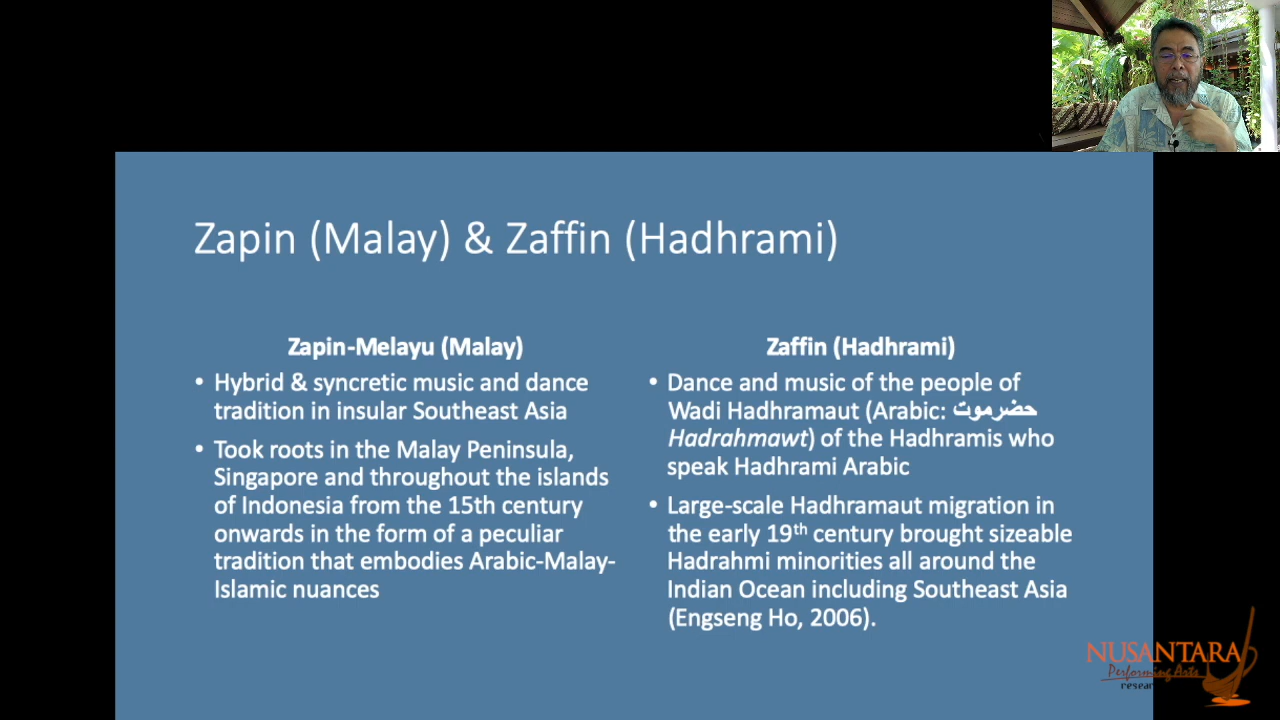 Zapin (Malay) & Zaffin (Hadhrami)
Zapin-Melayu (Malay)
• Hybrid & syncretic music and dance
tradition in insular Southeast Asia
• Took roots in the Malay Peninsula,
Singapore and throughout the islands
of Indonesia from the 15th century
onwards in the form of a peculiar
tradition that embodies Arabic-Malay-
Islamic nuances
Zaffin (Hadhrami)
• Dance and music of the people of
Wadi Hadhramaut (Arabic: حضرموت
Hadrahmawt) of the Hadhramis who
speak Hadhrami Arabic
• Large-scale Hadhramaut migration in
the early 19th century brought sizeable
Hadrahmi minorities all around the
Indian Ocean including Southeast Asia
(Engseng Ho, 2006).
NUSANTARA
Performing Arts